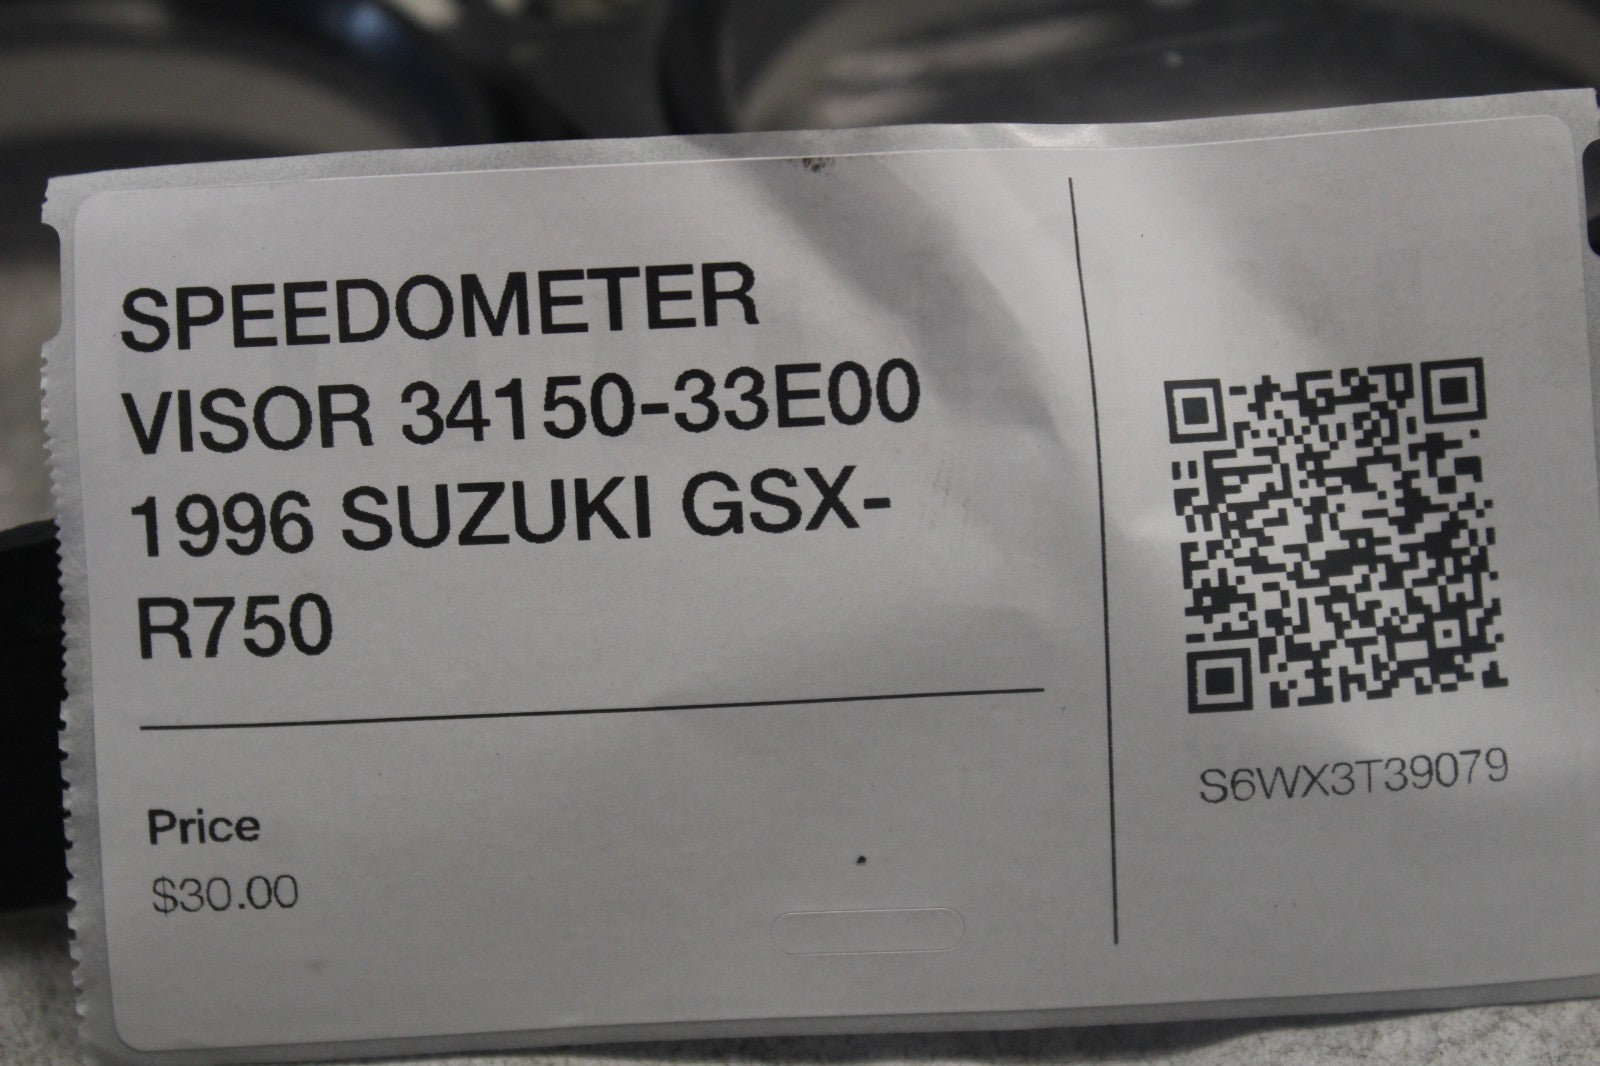 SPEEDOMETER
VISOR 34150-33E00
1996 SUZUKI GSX-
R750
Price
$30.00
S6WX3T39079